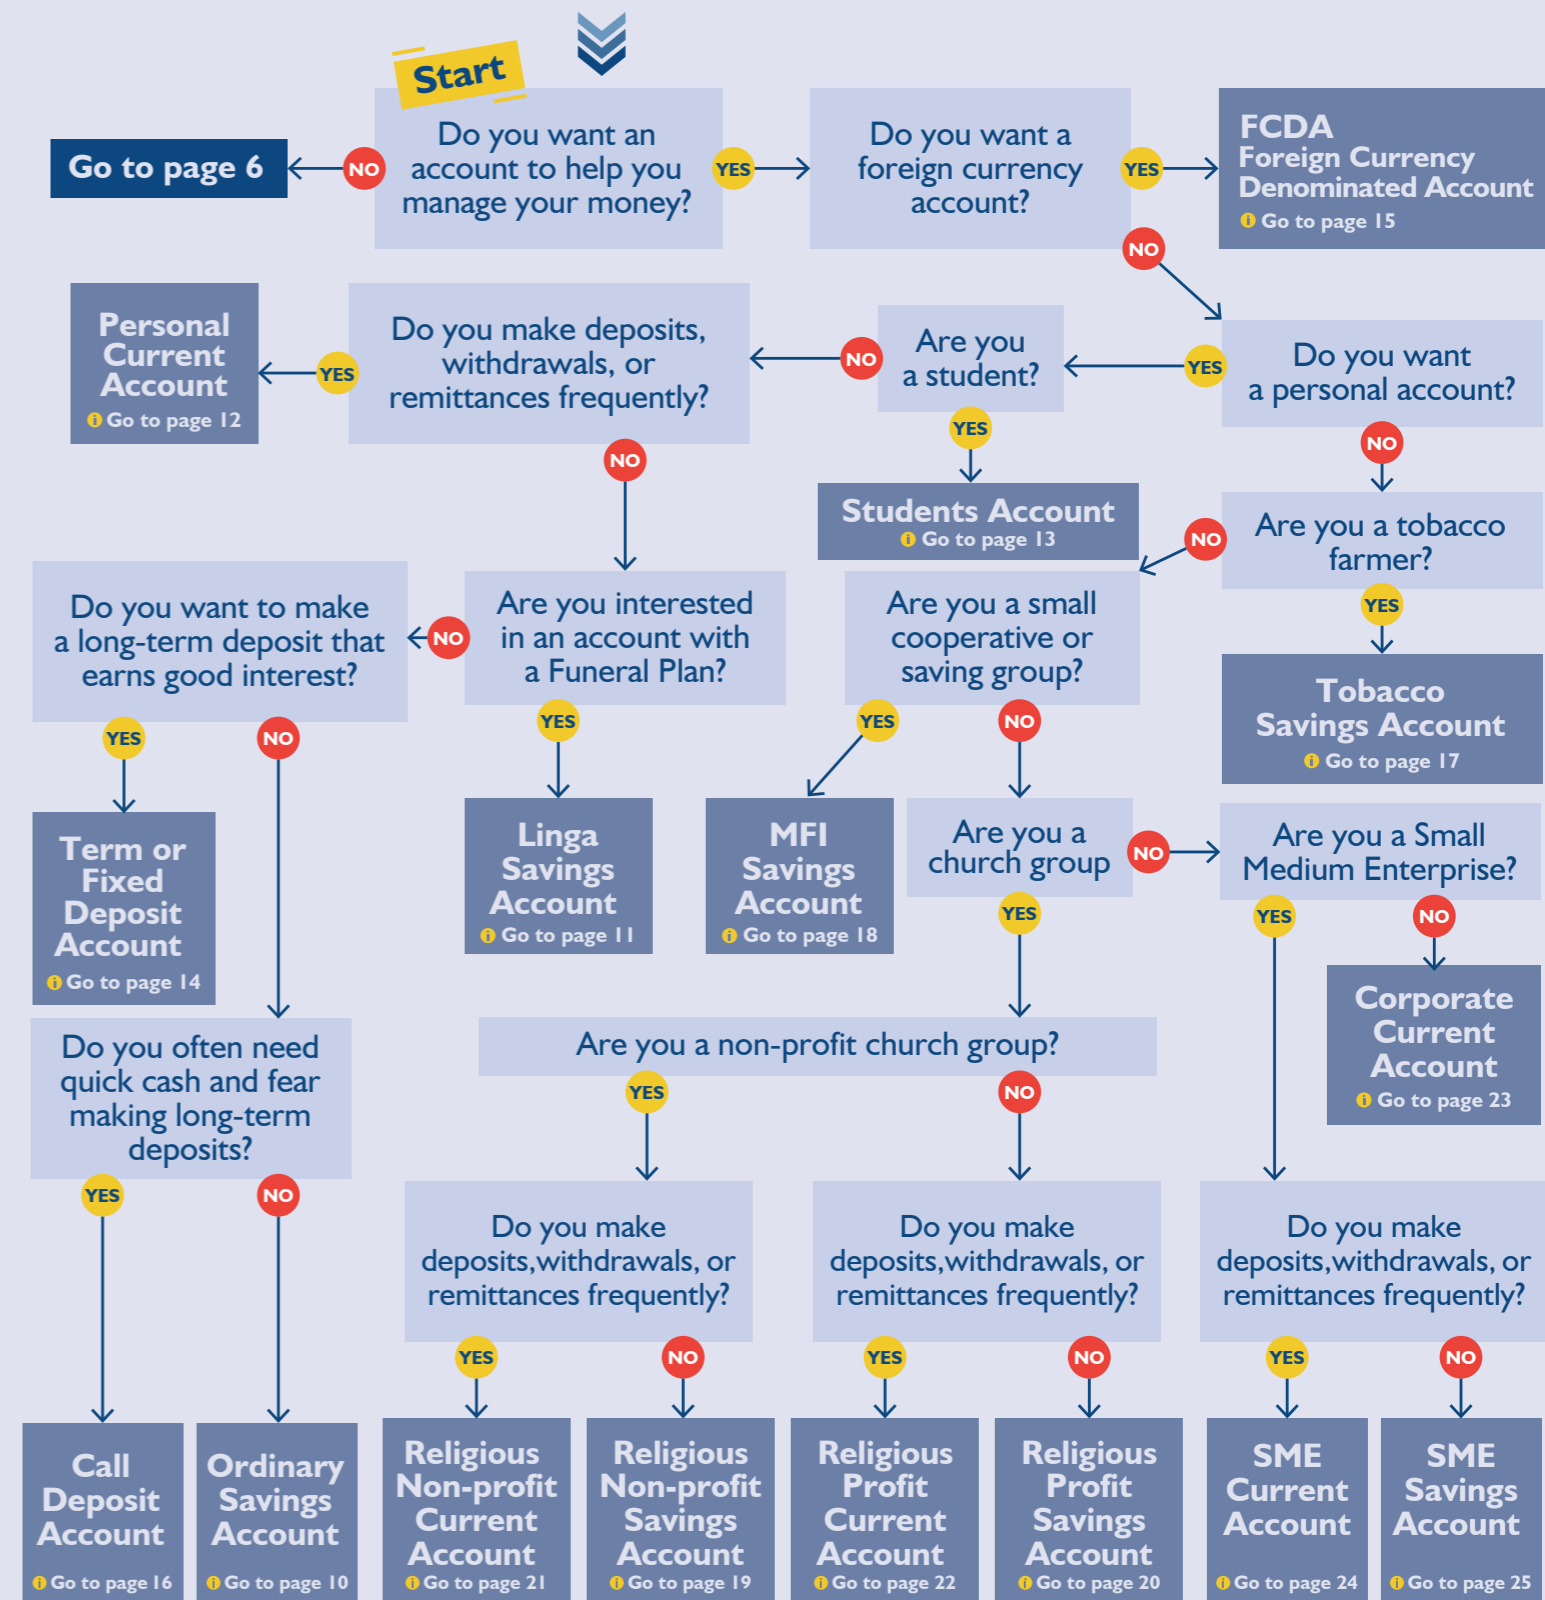 Start
Do you want an
account to help you
manage your money?
NO
Go to page 6
YES
Do you want a
foreign currency
account?
YES
FCDA
Foreign Currency
Denominated Account
i Go to page 15
NO
Do you want
a personal account?
YES
Are you
a student?
NO
Do you make deposits,
withdrawals, or
remittances frequently?
YES
Personal
Current
Account
i Go to page 12
YES
Students Account
i Go to page 13
NO
Are you a tobacco
farmer?
NO
YES
Tobacco
Savings Account
i Go to page 17
NO
Are you interested
in an account with
a Funeral Plan?
NO
Do you want to make
a long-term deposit that
earns good interest?
YES
Linga
Savings
Account
i Go to page 11
Are you a small
cooperative or
saving group?
YES
MFI
Savings
Account
i Go to page 18
NO
Are you a
church group
NO
Are you a Small
Medium Enterprise?
YES
NO
Corporate
Current
Account
i Go to page 23
YES
Term or
Fixed
Deposit
Account
i Go to page 14
NO
Do you often need
quick cash and fear
making long-term
deposits?
YES
Are you a non-profit church group?
YES
NO
Do you make
deposits,withdrawals, or
remittances frequently?
Do you make
deposits,withdrawals, or
remittances frequently?
Do you make
deposits,withdrawals, or
remittances frequently?
YES
NO
YES
NO
YES
NO
YES
NO
Call
Deposit
Account
i Go to page 16
Ordinary
Savings
Account
i Go to page 10
Religious
Non-profit
Current
Account
i Go to page 21
Religious
Non-profit
Savings
Account
i Go to page 19
Religious
Profit
Current
Account
i Go to page 22
Religious
Profit
Savings
Account
i Go to page 20
SME
Current
Account
i Go to page 24
SME
Savings
Account
i Go to page 25